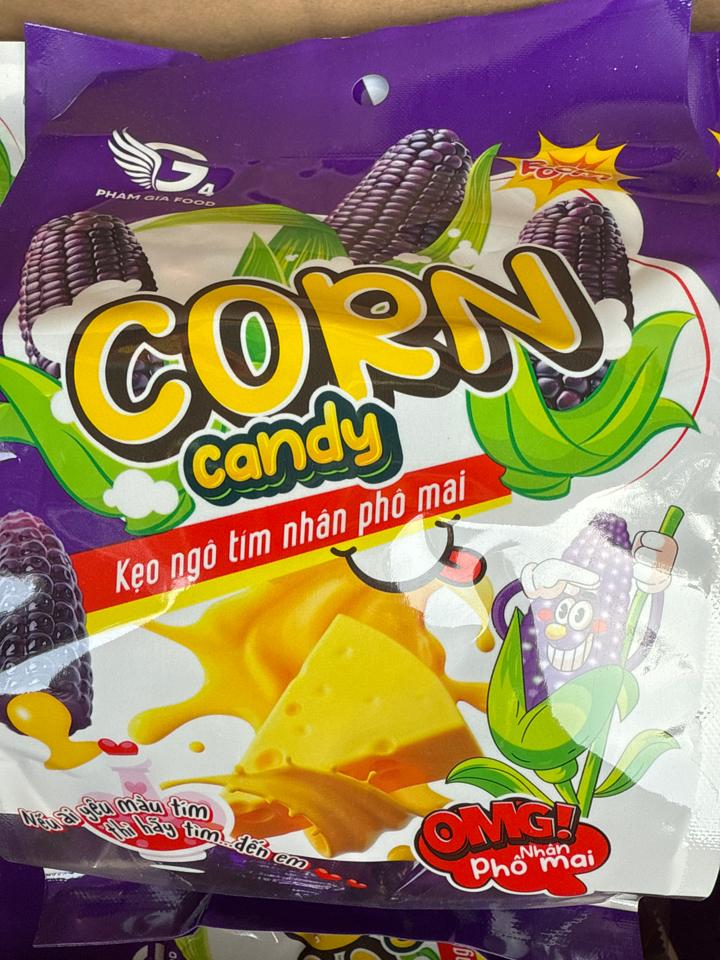 G4
PHAM GIA FOOD
CORN
candy
Kẹo ngô tím nhân phô mai
Nếu ai yêu màu tím
thì hãy tìm...đến em
OMG!
Nhân
Phô mai